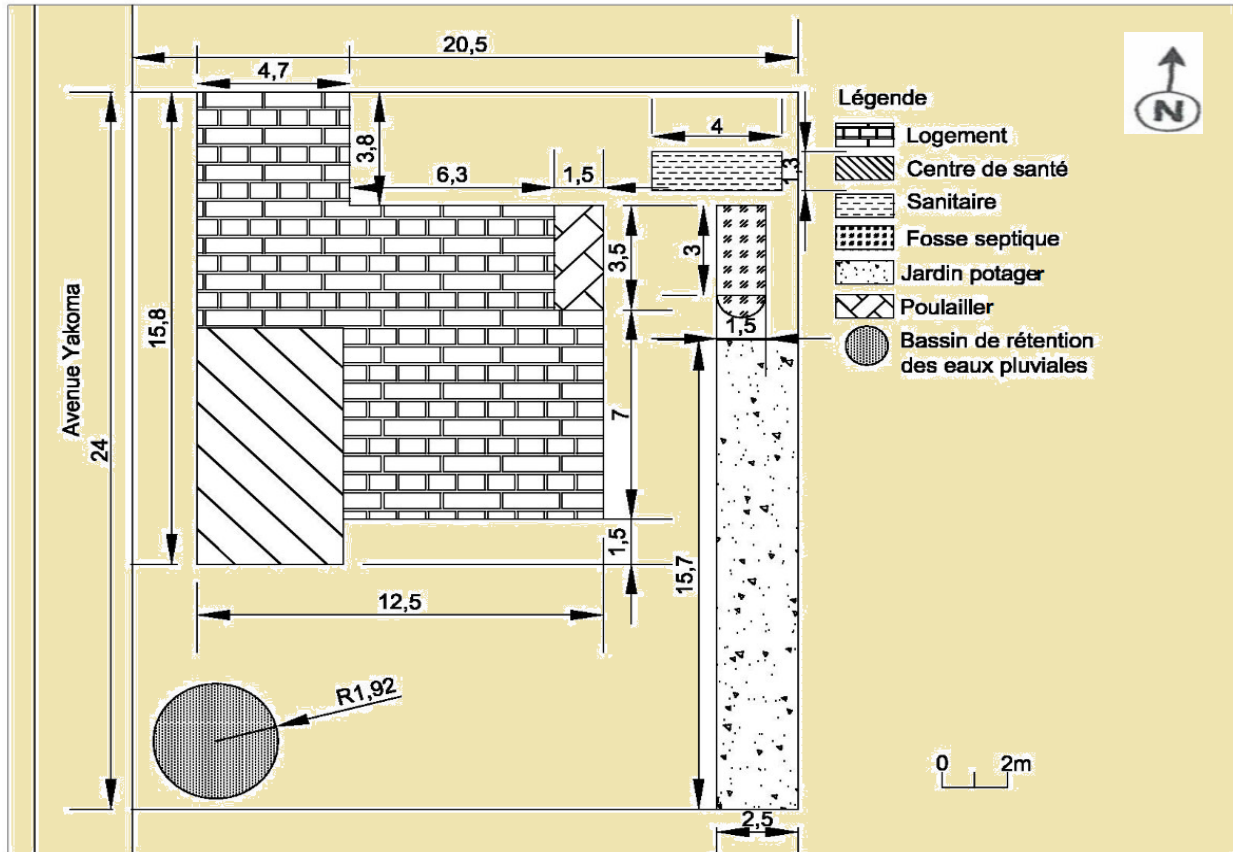 20,5
4,7
N
Légende
4
Logement
3,8
1,3
Centre de santé
6,3
1,5
Sanitaire
Fosse septique
3,5
3
Jardin potager
Poulailler
15,8
1,5
Bassin de rétention
des eaux pluviales
Avenue Yakoma
24
7
1,5
15,7
12,5
R1,92
0 2m
2,5